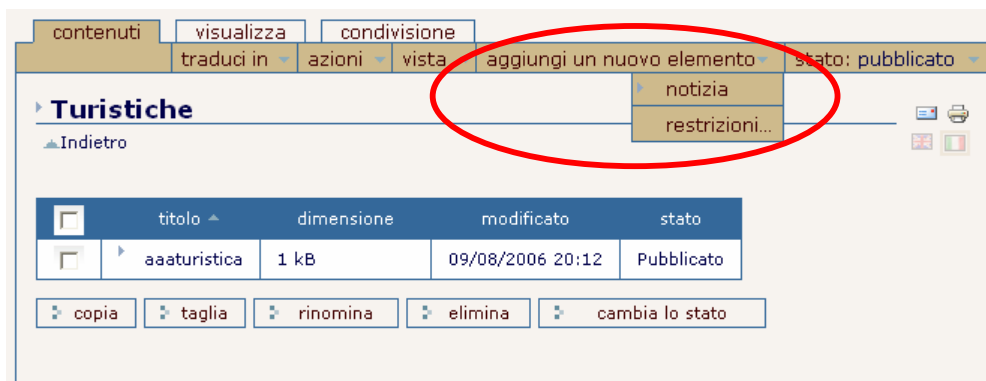 contenuti visualizza condivisione
traduci in azioni vista aggiungi un nuovo elemento stato: pubblicato
notizia
Turistiche
restrizioni...
Indietro
titolo dimensione modificato stato
aaaturistica 1 kB 09/08/2006 20:12 Pubblicato
copia taglia rinomina elimina cambia lo stato